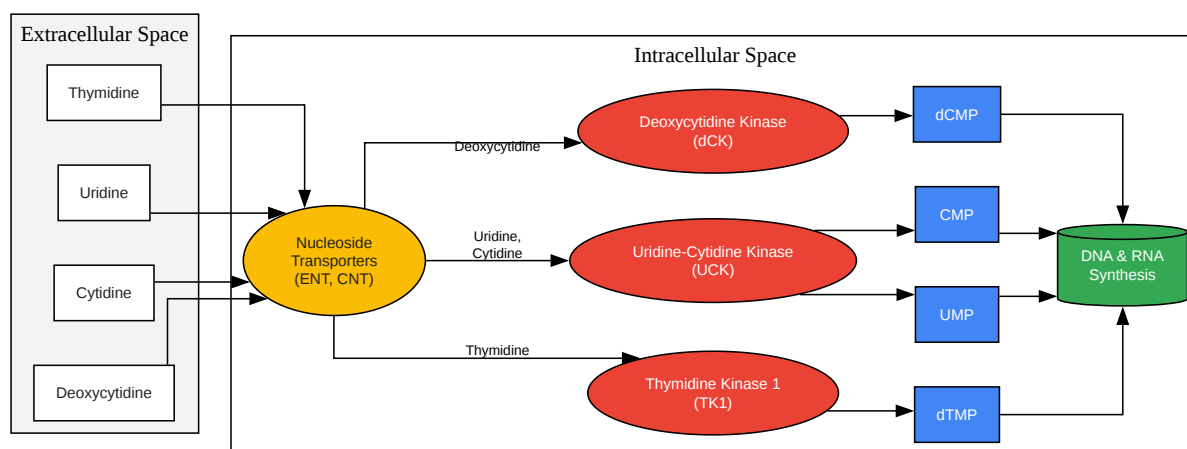 Extracellular Space
Thymidine
Uridine
Cytidine
Deoxycytidine
Intracellular Space
Nucleoside
Transporters
(ENT, CNT)
Deoxycytidine
Uridine,
Cytidine
Thymidine
Deoxycytidine Kinase
(dCK)
Uridine-Cytidine Kinase
(UCK)
Thymidine Kinase 1
(TK1)
dCMP
CMP
UMP
dTMP
DNA & RNA
Synthesis